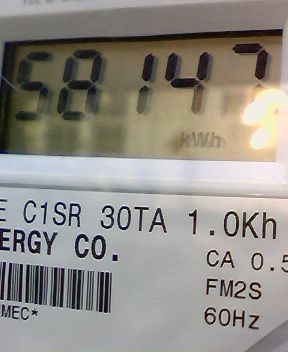 58147
kWh
E C1SR 30TA 1.0Kh
ERGY CO.
CA 0.5
FM2S
MEC*
60Hz